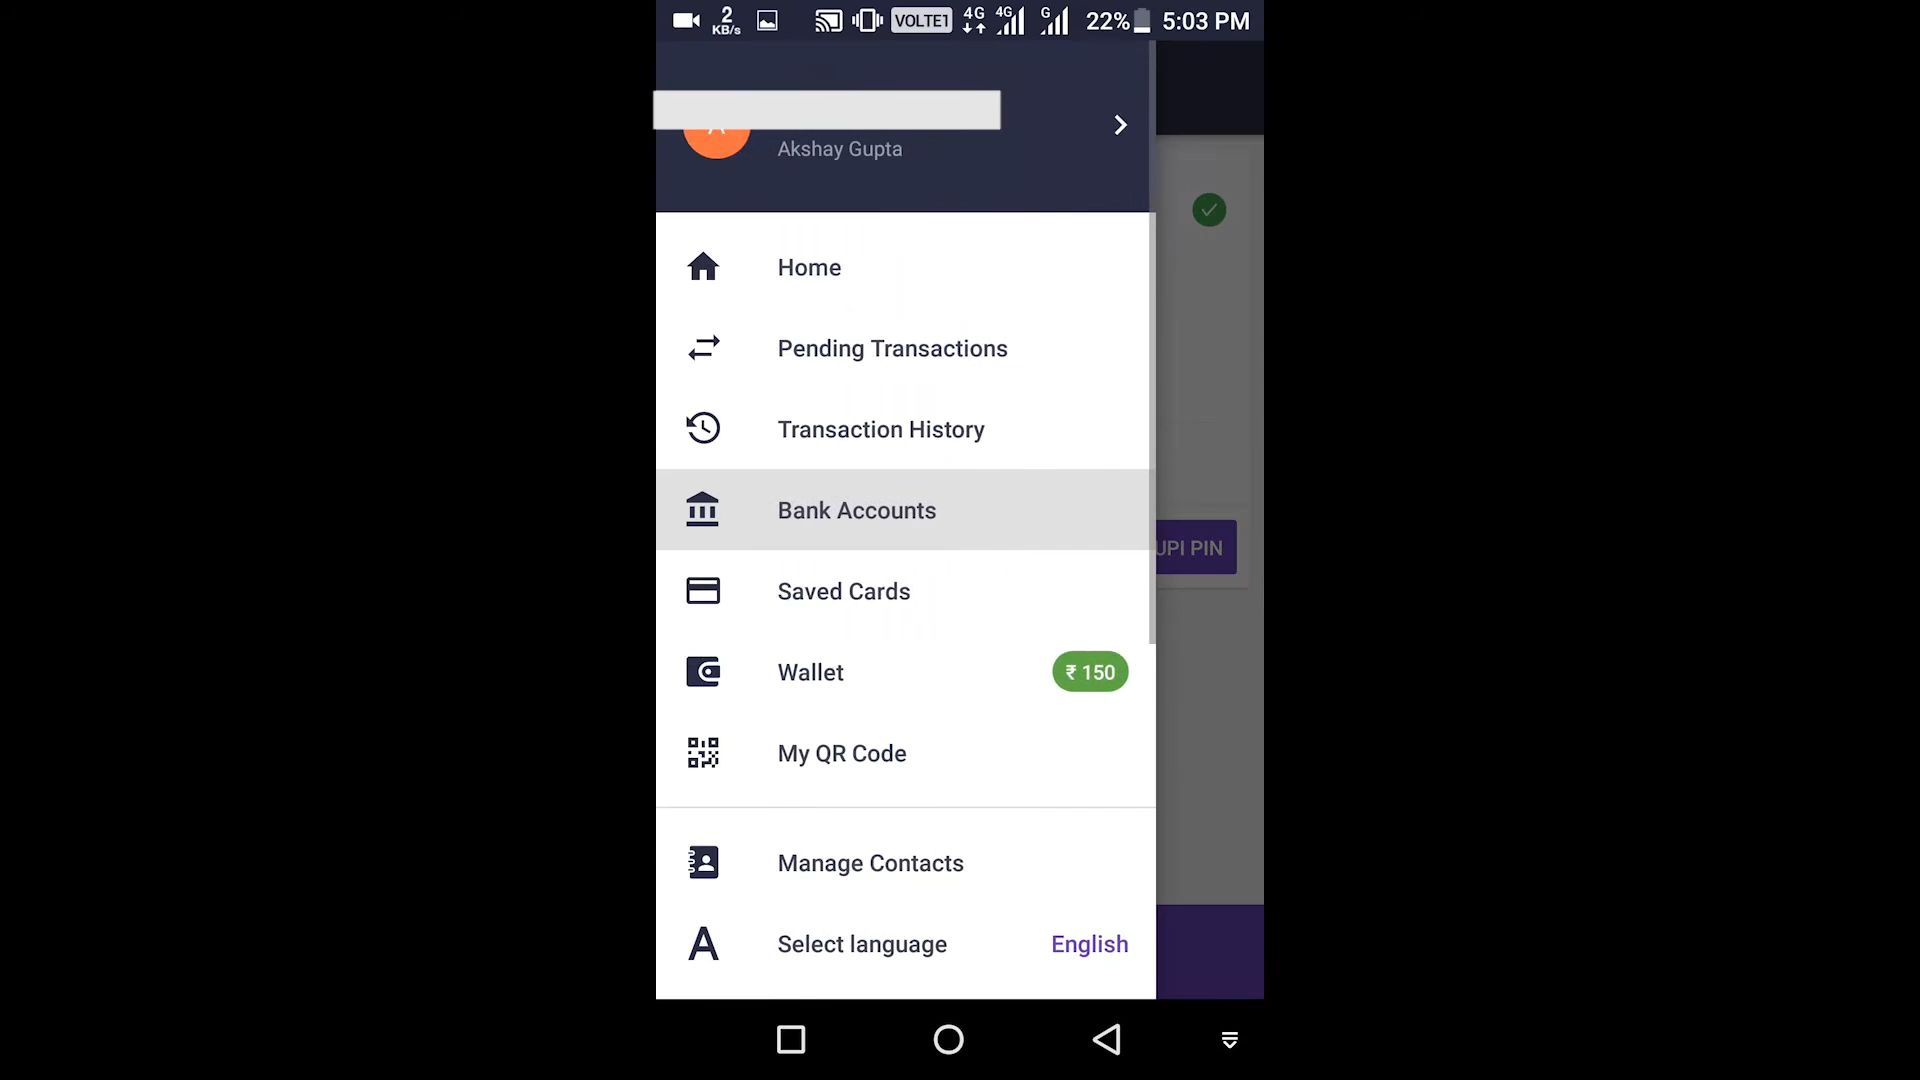 2
KB/s
VOLTE1
4G
4G
G
22%
5:03 PM
Akshay Gupta
Home
Pending Transactions
Transaction History
Bank Accounts
UPI PIN
Saved Cards
Wallet
₹ 150
My QR Code
Manage Contacts
A
Select language
English